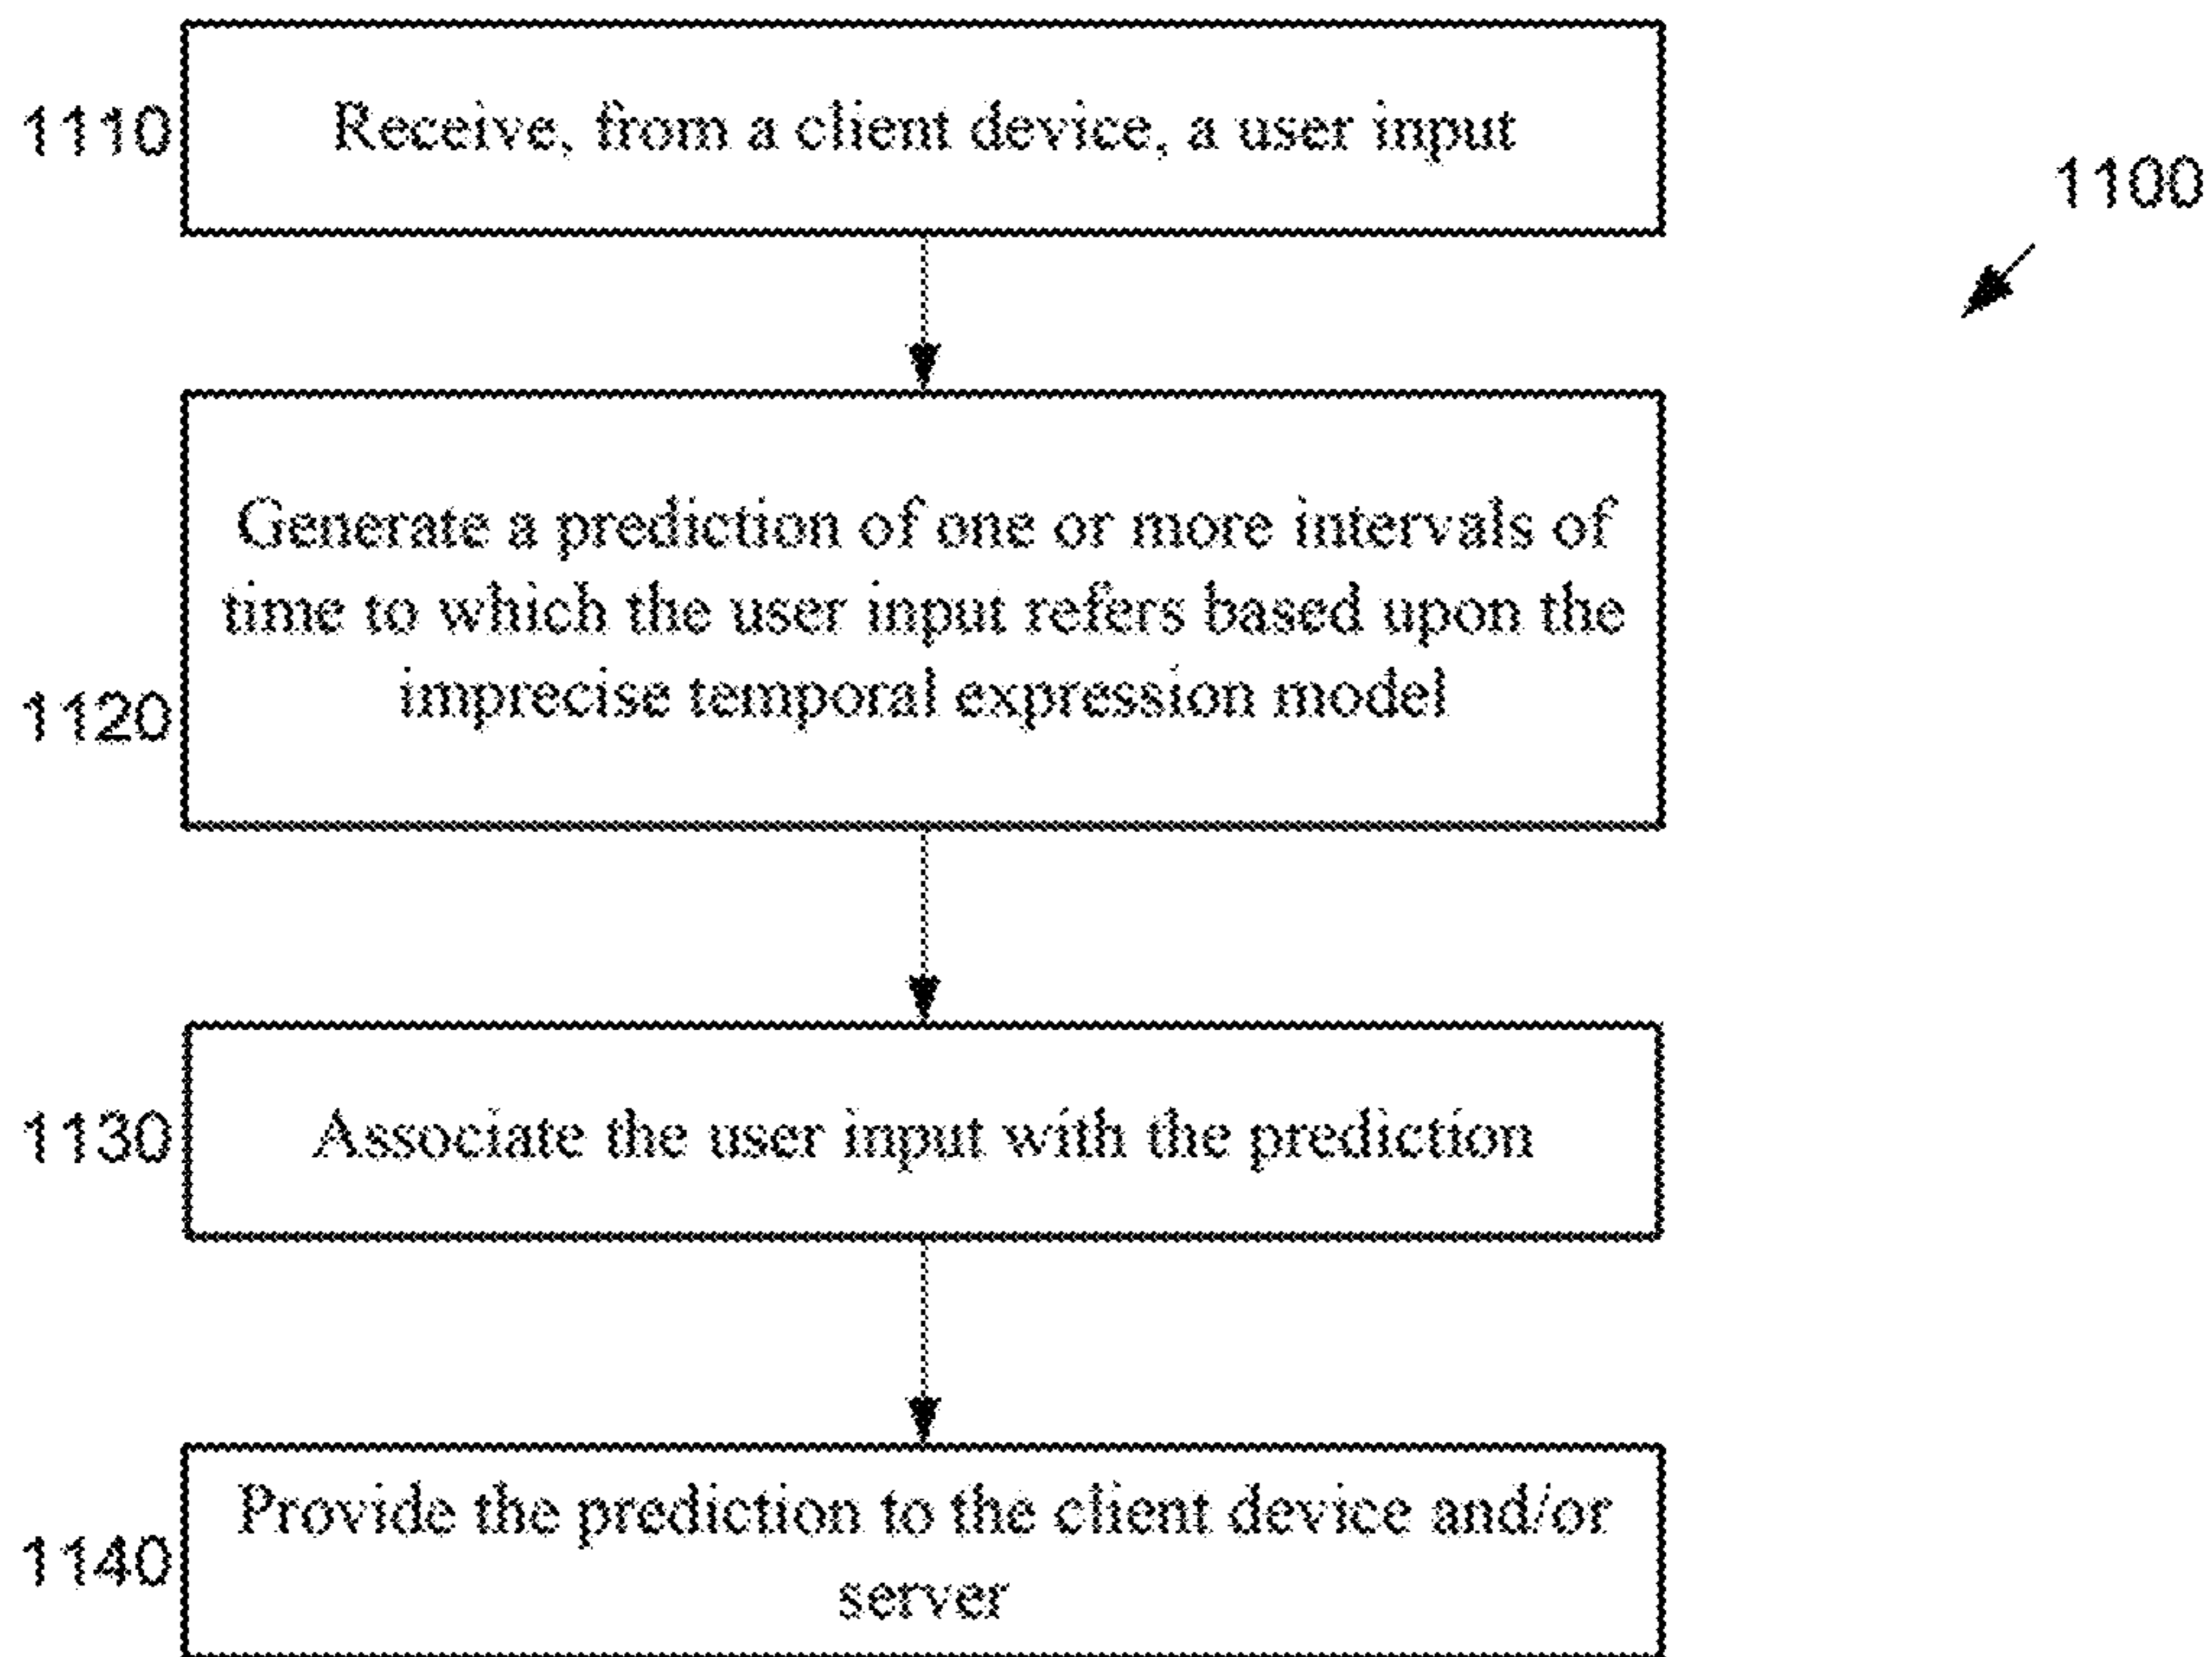 1110
Receive, from a client device, a user input
1100
Generate a prediction of one or more intervals of
time to which the user input refers based upon the
imprecise temporal expression model
1120
1130
Associate the user input with the prediction
Provide the prediction to the client device and/or
1140
server